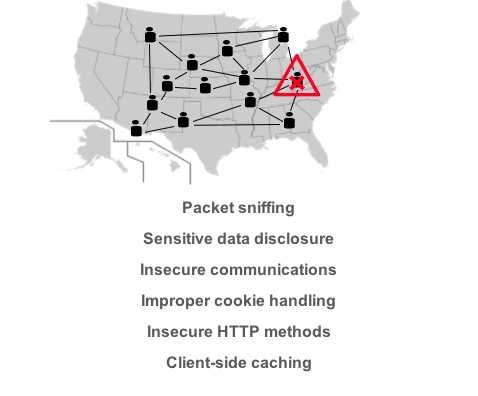 Packet sniffing
Sensitive data disclosure
Insecure communications
Improper cookie handling
Insecure HTTP methods
Client-side caching